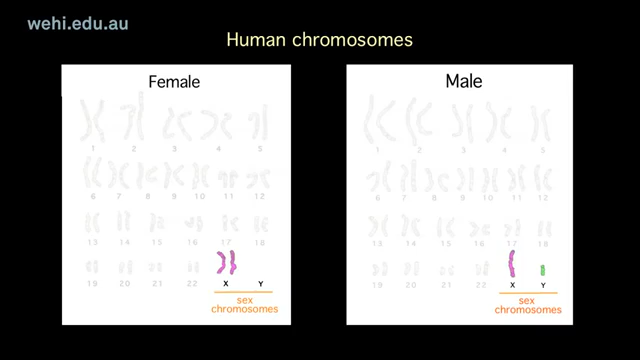 wehi.edu.au
Human chromosomes
Female
1 2 3 4 5
6 7 8 9 10 11 12
13 14 15 16 17 18
19 20 21 22 X Y
sex
chromosomes
Male
1 2 3 4 5
6 7 8 9 10 11 12
13 14 15 16 17 18
19 20 21 22 X Y
sex
chromosomes